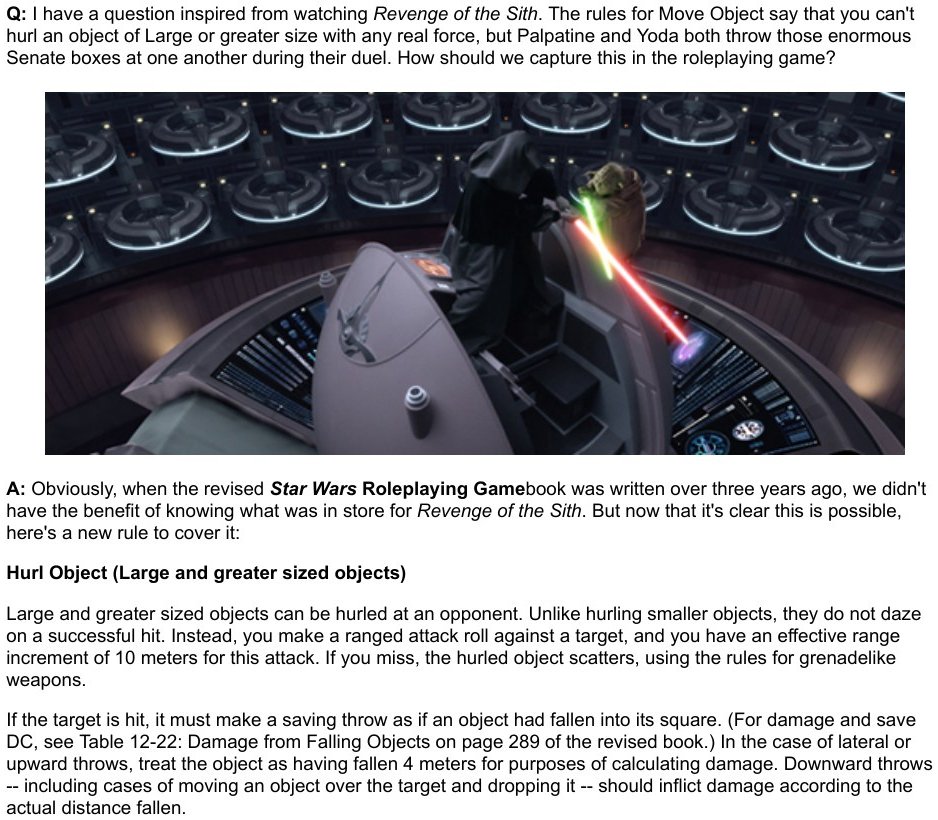 Q: I have a question inspired from watching Revenge of the Sith. The rules for Move Object say that you can't
hurl an object of Large or greater size with any real force, but Palpatine and Yoda both throw those enormous
Senate boxes at one another during their duel. How should we capture this in the roleplaying game?
A: Obviously, when the revised Star Wars Roleplaying Gamebook was written over three years ago, we didn't
have the benefit of knowing what was in store for Revenge of the Sith. But now that it's clear this is possible,
here's a new rule to cover it:
Hurl Object (Large and greater sized objects)
Large and greater sized objects can be hurled at an opponent. Unlike hurling smaller objects, they do not daze
on a successful hit. Instead, you make a ranged attack roll against a target, and you have an effective range
increment of 10 meters for this attack. If you miss, the hurled object scatters, using the rules for grenadelike
weapons.
If the target is hit, it must make a saving throw as if an object had fallen into its square. (For damage and save
DC, see Table 12-22: Damage from Falling Objects on page 289 of the revised book.) In the case of lateral or
upward throws, treat the object as having fallen 4 meters for purposes of calculating damage. Downward throws
-- including cases of moving an object over the target and dropping it -- should inflict damage according to the
actual distance fallen.